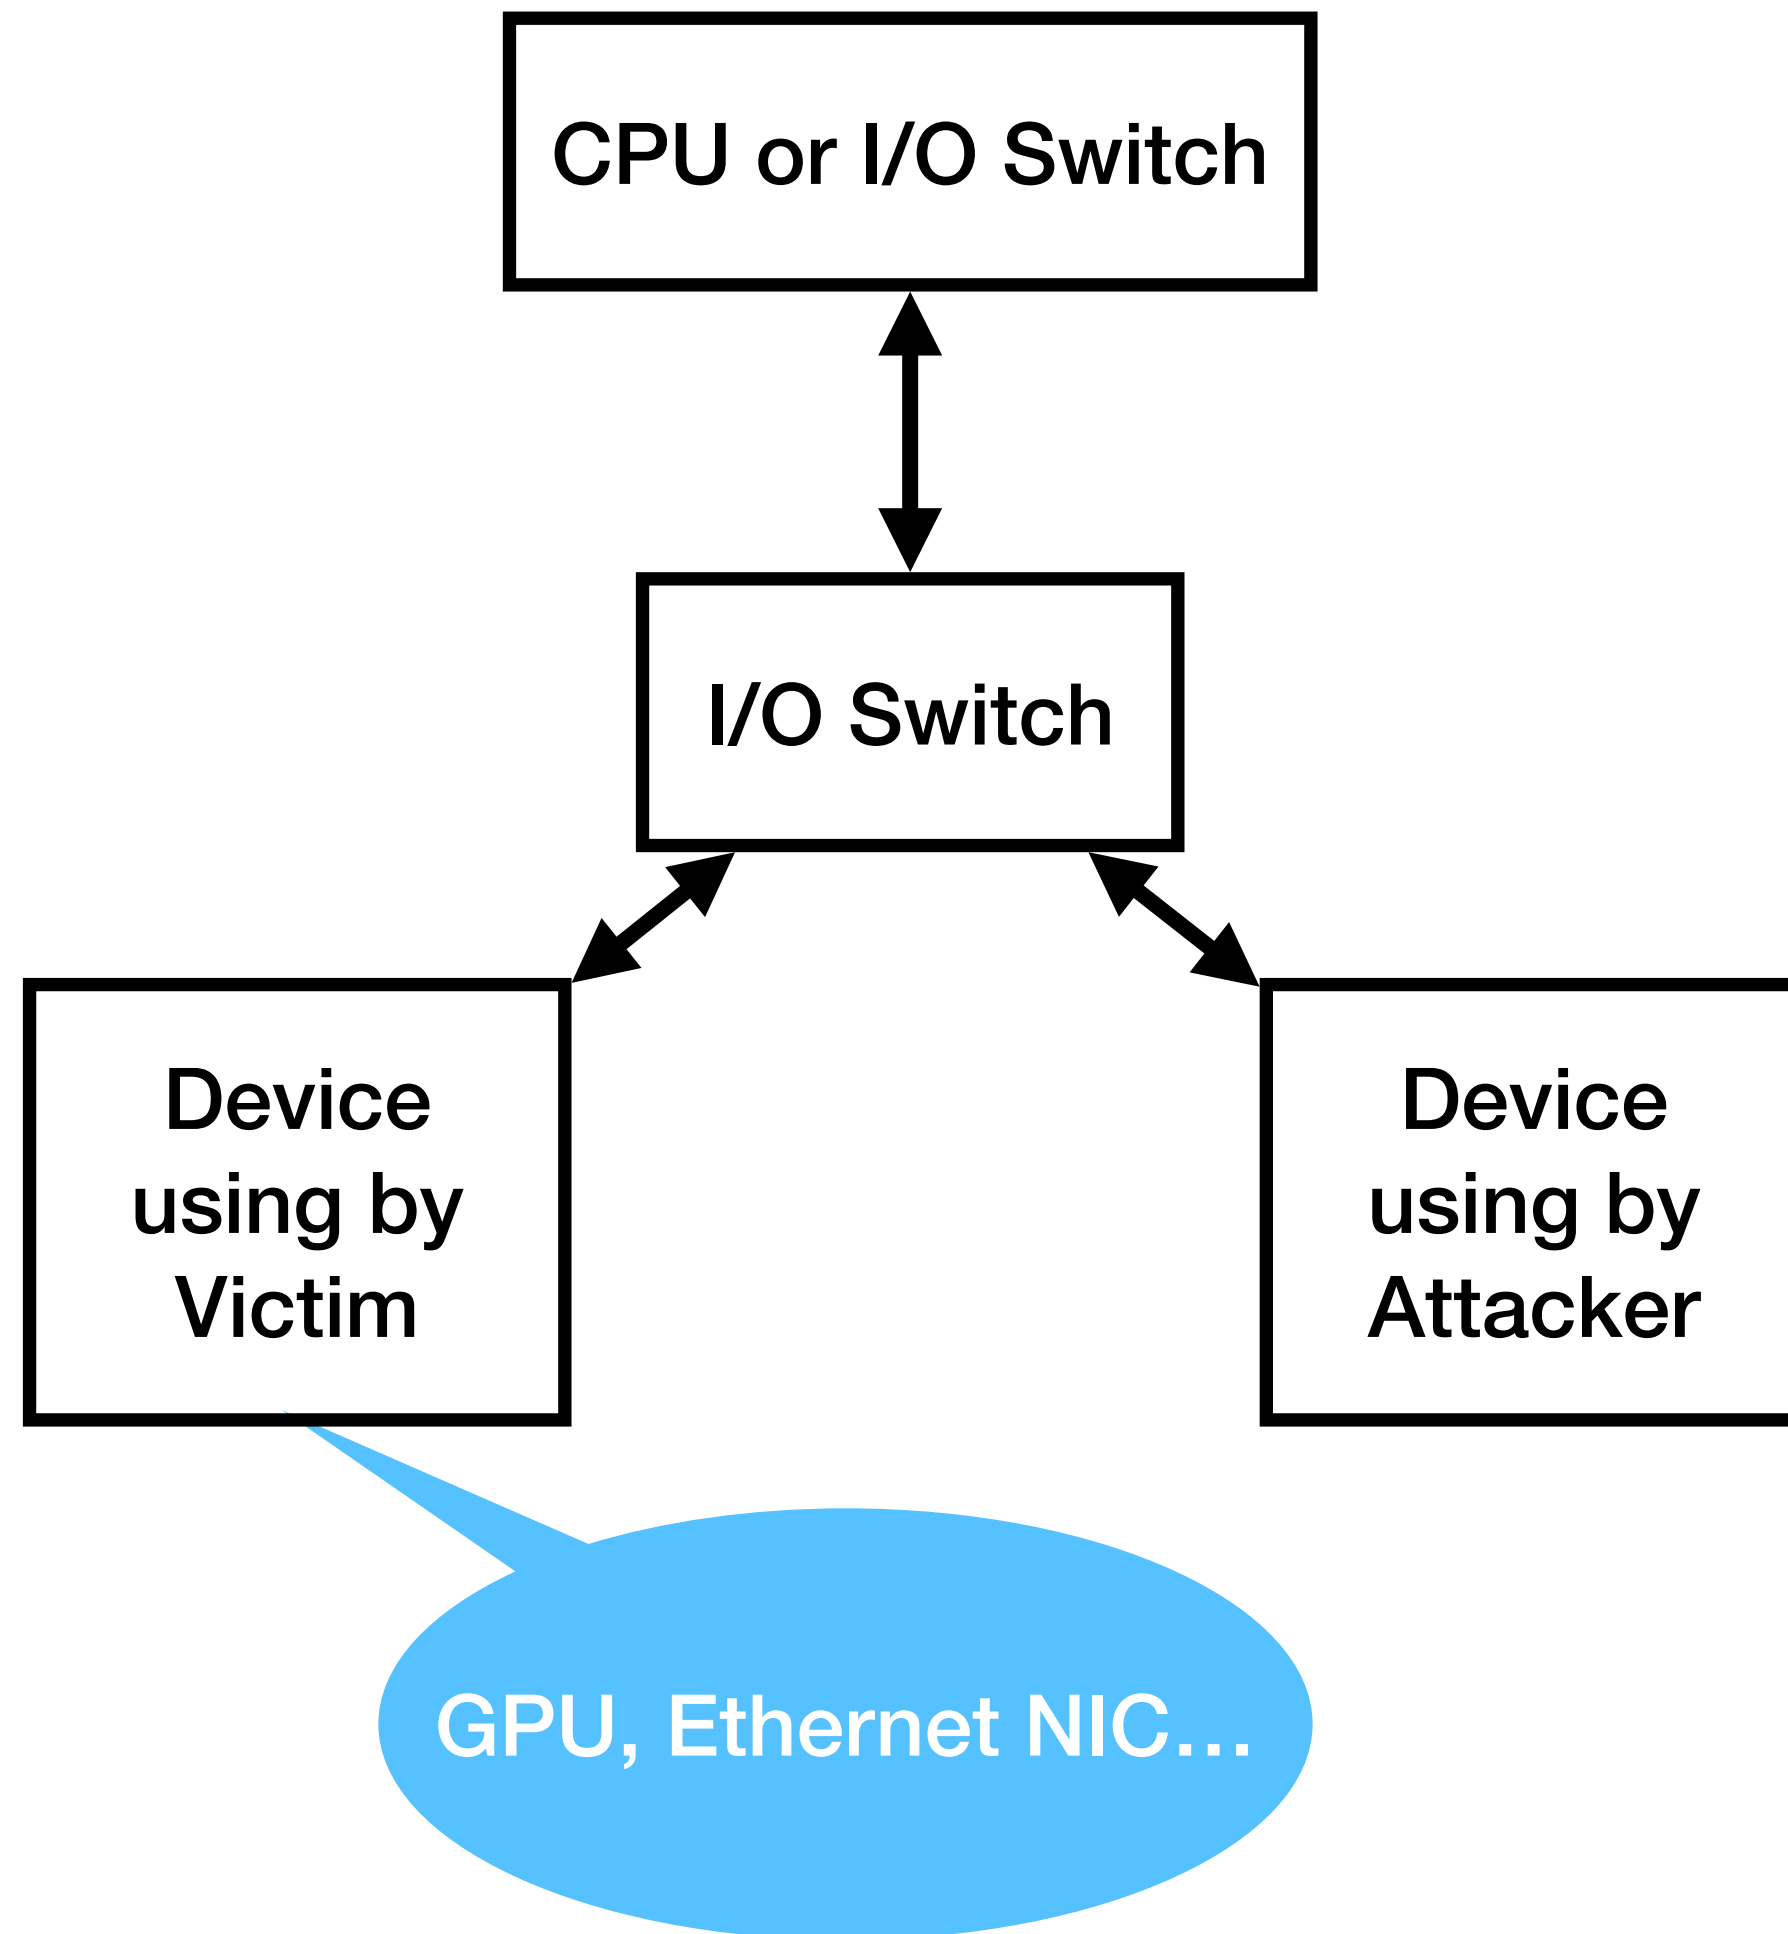 CPU or I/O Switch
I/O Switch
Device
using by
Victim
Device
using by
Attacker
GPU, Ethernet NIC...